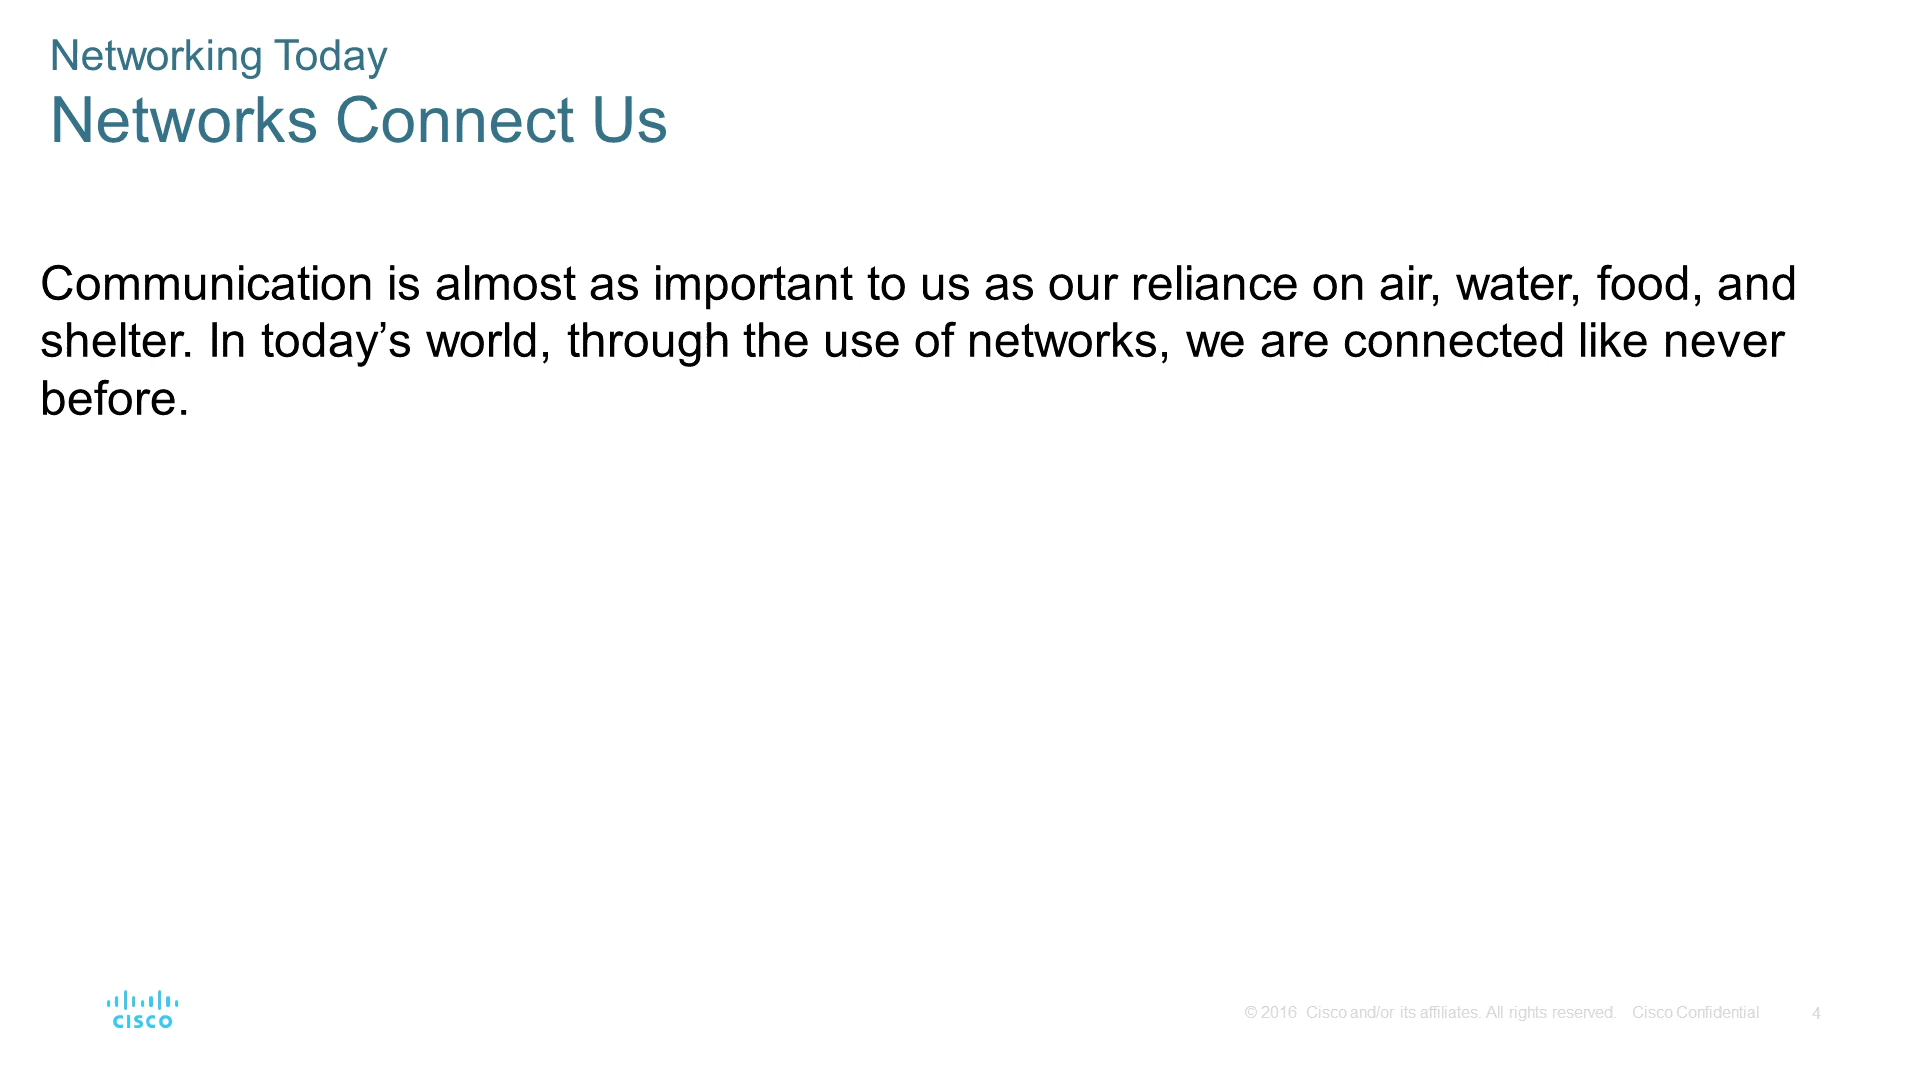 Networking Today
Networks Connect Us
Communication is almost as important to us as our reliance on air, water, food, and
shelter. In today’s world, through the use of networks, we are connected like never
before.
CISCO
© 2016 Cisco and/or its affiliates. All rights reserved. Cisco Confidential 4